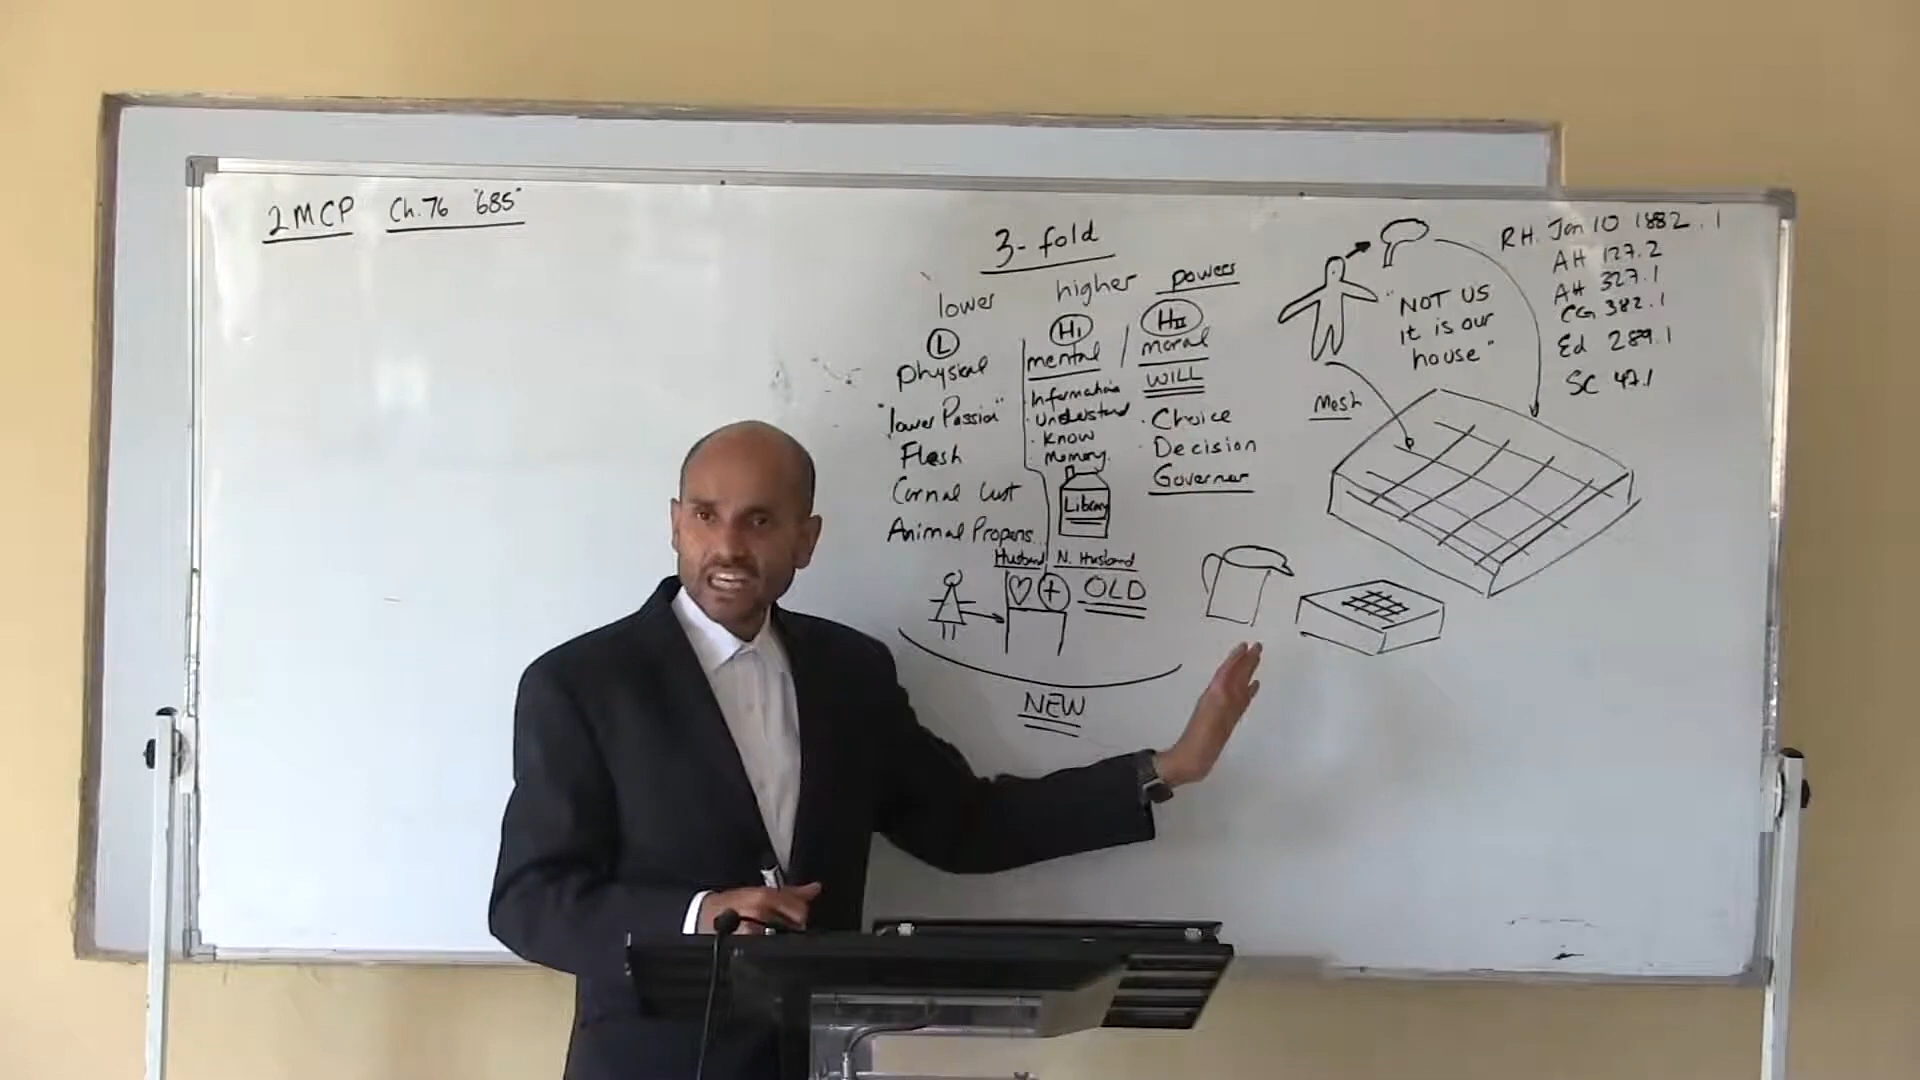 2MCP Ch.76 "685"
3-fold
lower higher powers
L
Physical
"lower Passion"
Flesh
Carnal Lust
Animal Propens..
H I
mental
· Information
· Understand
· Know
· Memory.
Library
H II
moral
WILL
· Choice
· Decision
Governor
Husband N. Husband
OLD
NEW
"NOT US
it is our
house"
Mesh
RH. Jan 10 1882 . 1
AH 127.2
AH 327.1
CG 382.1
Ed 289.1
SC 47.1